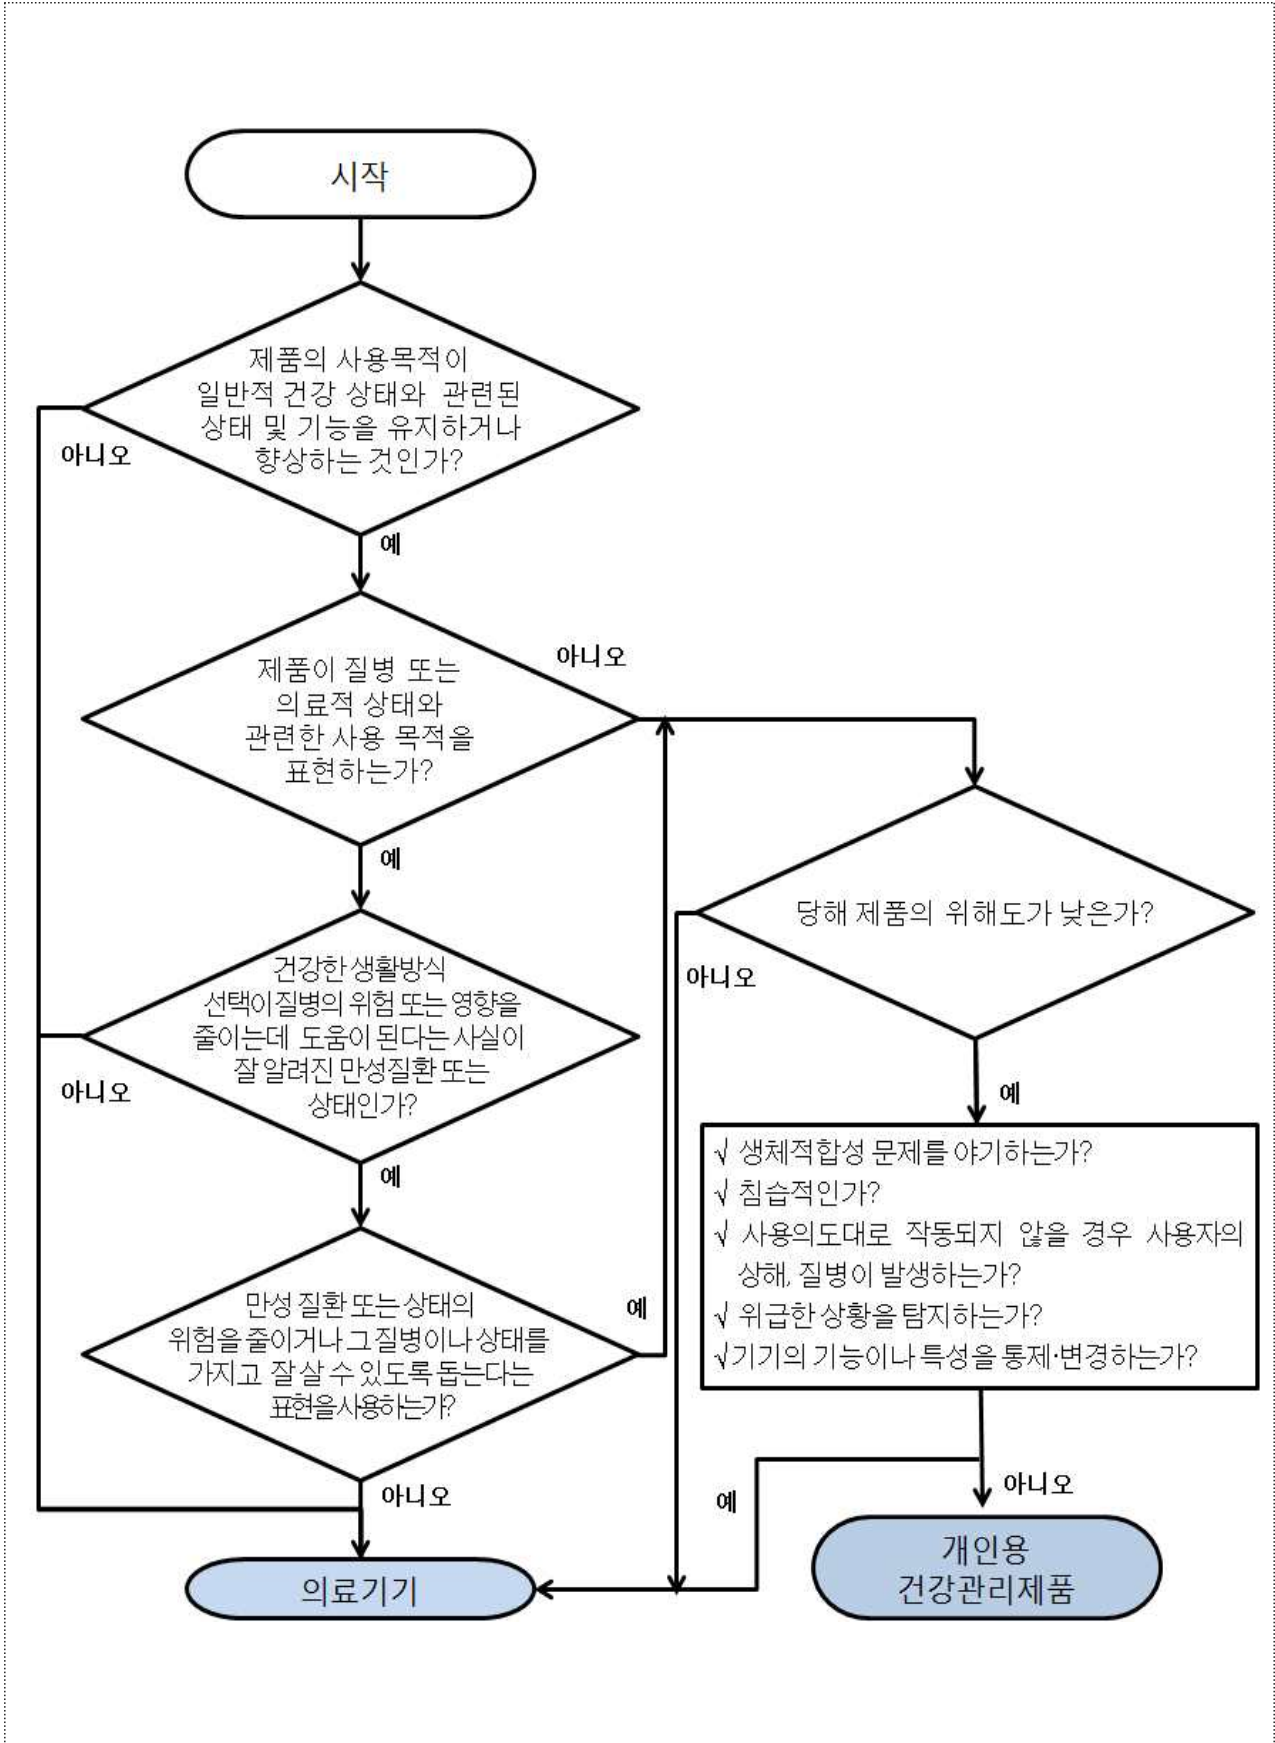 시작
제품의 사용목적이
일반적 건강 상태와 관련된
상태 및 기능을 유지하거나
향상하는 것인가?
아니오
예
제품이 질병 또는
의료적 상태와
관련한 사용 목적을
표현하는가?
아니오
예
건강한 생활방식
선택이 질병의 위험 또는 영향을
줄이는데 도움이 된다는 사실이
잘 알려진 만성질환 또는
상태인가?
아니오
예
만성 질환 또는 상태의
위험을 줄이거나 그 질병이나 상태를
가지고 잘 살 수 있도록 돕는다는
표현을 사용하는가?
예
아니오
의료기기
당해 제품의 위해도가 낮은가?
아니오
예
√ 생체적합성 문제를 야기하는가?
√ 침습적인가?
√ 사용의도대로 작동되지 않을 경우 사용자의
상해, 질병이 발생하는가?
√ 위급한 상황을 탐지하는가?
√기기의 기능이나 특성을 통제·변경하는가?
예
아니오
개인용
건강관리제품